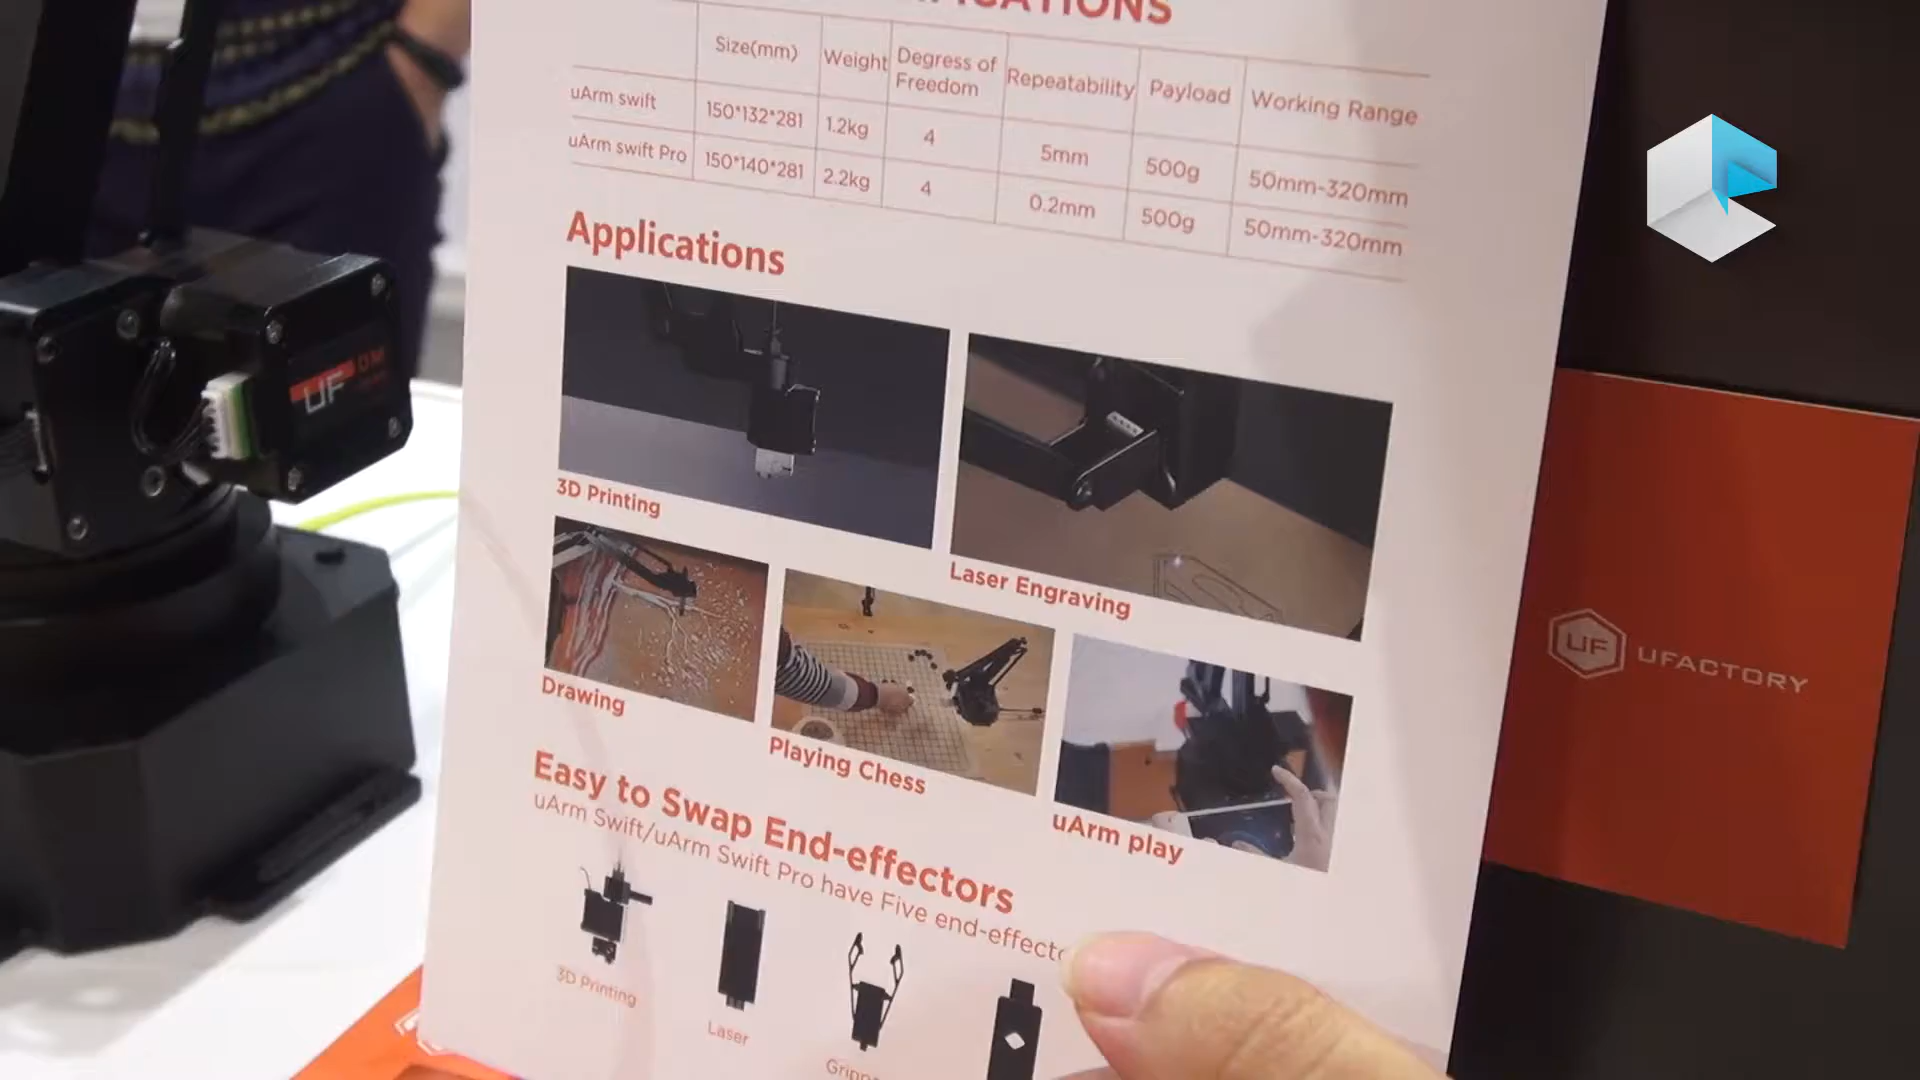 Size(mm) Weight Degress of Freedom Repeatability Payload Working Range
uArm swift 150*132*281 1.2kg 4 5mm 500g 50mm-320mm
uArm swift Pro 150*140*281 2.2kg 4 0.2mm 500g 50mm-320mm
Applications
3D Printing
Laser Engraving
Drawing
Playing Chess
uArm play
Easy to Swap End-effectors
uArm Swift/uArm Swift Pro have Five
3D Printing
Laser
UF
UF UFACTORY